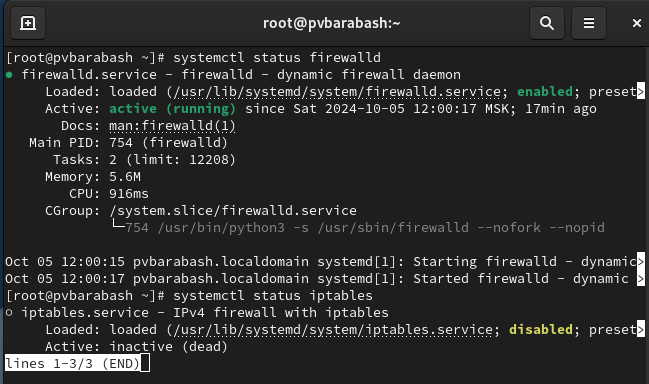 root@pvbarabash:~
[root@pvbarabash ~]# systemctl status firewalld
● firewalld.service - firewalld - dynamic firewall daemon
Loaded: loaded (/usr/lib/systemd/system/firewalld.service; enabled; preset>
Active: active (running) since Sat 2024-10-05 12:00:17 MSK; 17min ago
Docs: man:firewalld(1)
Main PID: 754 (firewalld)
Tasks: 2 (limit: 12208)
Memory: 5.6M
CPU: 916ms
CGroup: /system.slice/firewalld.service
└─754 /usr/bin/python3 -s /usr/sbin/firewalld --nofork --nopid
Oct 05 12:00:15 pvbarabash.localdomain systemd[1]: Starting firewalld - dynamic>
Oct 05 12:00:17 pvbarabash.localdomain systemd[1]: Started firewalld - dynamic >
[root@pvbarabash ~]# systemctl status iptables
○ iptables.service - IPv4 firewall with iptables
Loaded: loaded (/usr/lib/systemd/system/iptables.service; disabled; preset>
Active: inactive (dead)
lines 1-3/3 (END)